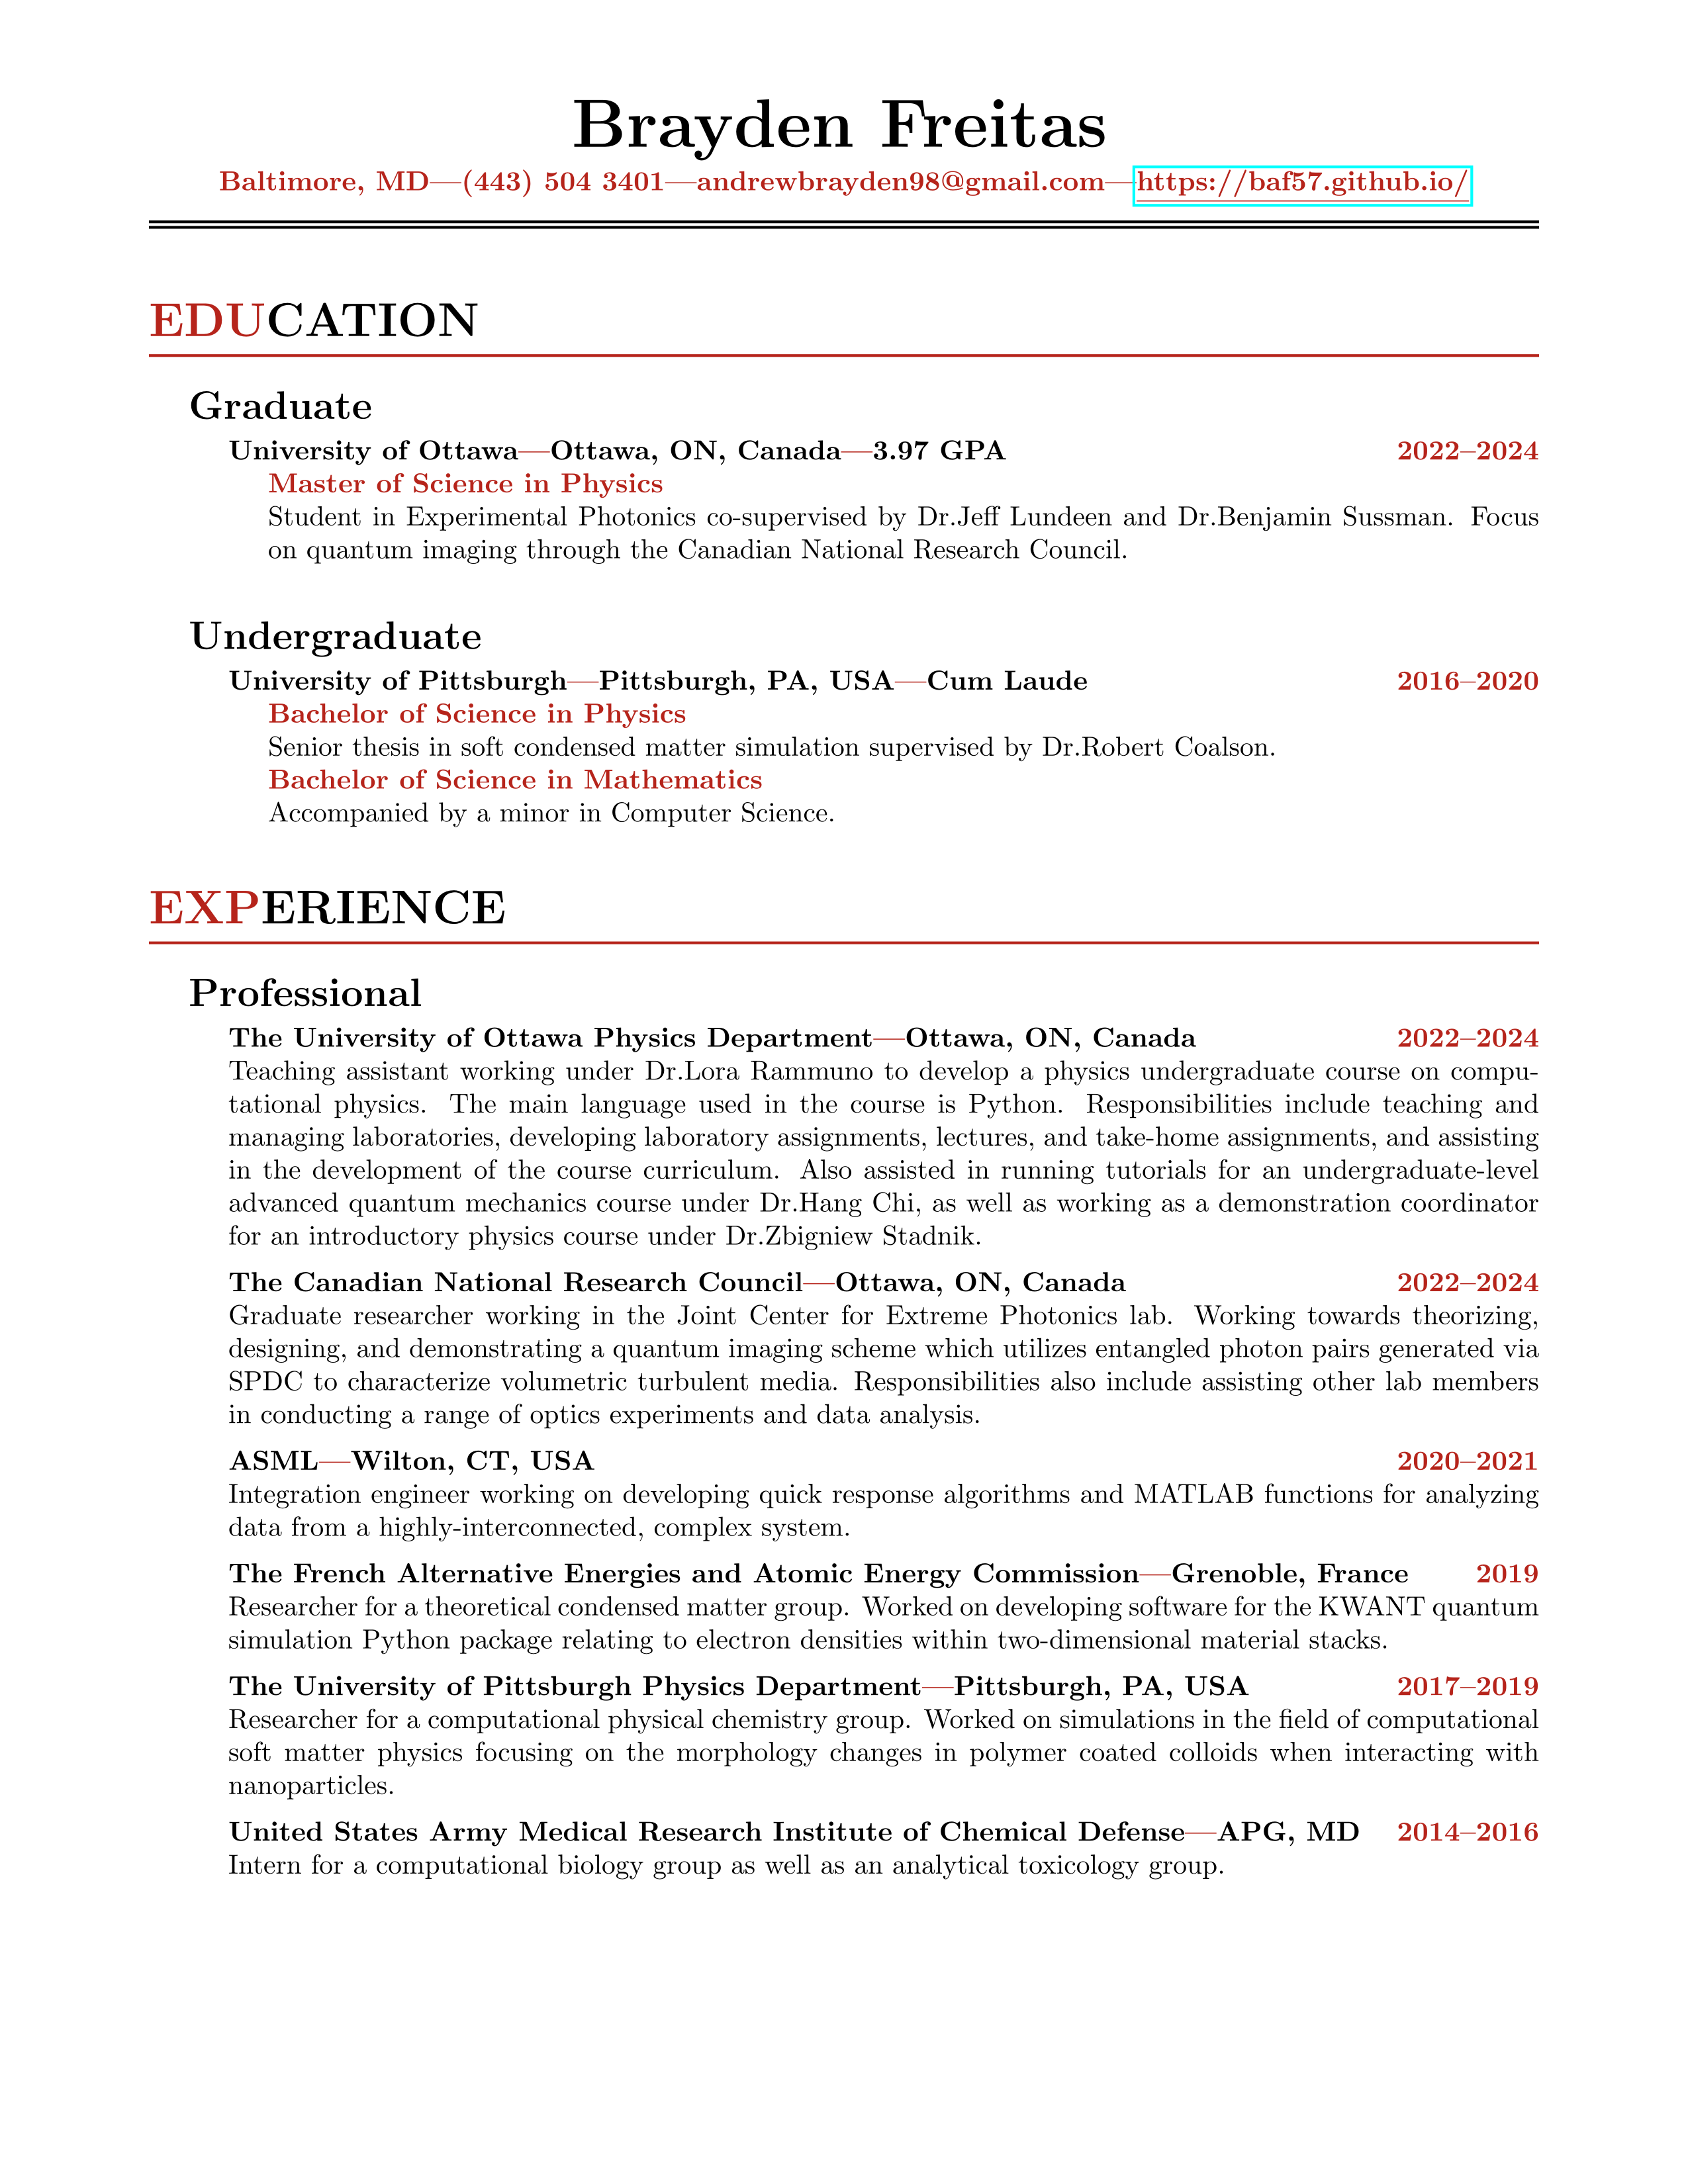 Brayden Freitas
Baltimore, MD—(443) 504 3401—andrewbrayden98@gmail.com—https://baf57.github.io/
EDUCATION
Graduate
University of Ottawa—Ottawa, ON, Canada—3.97 GPA 2022–2024
Master of Science in Physics
Student in Experimental Photonics co-supervised by Dr.Jeff Lundeen and Dr.Benjamin Sussman. Focus
on quantum imaging through the Canadian National Research Council.
Undergraduate
University of Pittsburgh—Pittsburgh, PA, USA—Cum Laude 2016–2020
Bachelor of Science in Physics
Senior thesis in soft condensed matter simulation supervised by Dr.Robert Coalson.
Bachelor of Science in Mathematics
Accompanied by a minor in Computer Science.
EXPERIENCE
Professional
The University of Ottawa Physics Department—Ottawa, ON, Canada 2022–2024
Teaching assistant working under Dr.Lora Rammuno to develop a physics undergraduate course on compu-
tational physics. The main language used in the course is Python. Responsibilities include teaching and
managing laboratories, developing laboratory assignments, lectures, and take-home assignments, and assisting
in the development of the course curriculum. Also assisted in running tutorials for an undergraduate-level
advanced quantum mechanics course under Dr.Hang Chi, as well as working as a demonstration coordinator
for an introductory physics course under Dr.Zbigniew Stadnik.
The Canadian National Research Council—Ottawa, ON, Canada 2022–2024
Graduate researcher working in the Joint Center for Extreme Photonics lab. Working towards theorizing,
designing, and demonstrating a quantum imaging scheme which utilizes entangled photon pairs generated via
SPDC to characterize volumetric turbulent media. Responsibilities also include assisting other lab members
in conducting a range of optics experiments and data analysis.
ASML—Wilton, CT, USA 2020–2021
Integration engineer working on developing quick response algorithms and MATLAB functions for analyzing
data from a highly-interconnected, complex system.
The French Alternative Energies and Atomic Energy Commission—Grenoble, France 2019
Researcher for a theoretical condensed matter group. Worked on developing software for the KWANT quantum
simulation Python package relating to electron densities within two-dimensional material stacks.
The University of Pittsburgh Physics Department—Pittsburgh, PA, USA 2017–2019
Researcher for a computational physical chemistry group. Worked on simulations in the field of computational
soft matter physics focusing on the morphology changes in polymer coated colloids when interacting with
nanoparticles.
United States Army Medical Research Institute of Chemical Defense—APG, MD 2014–2016
Intern for a computational biology group as well as an analytical toxicology group.